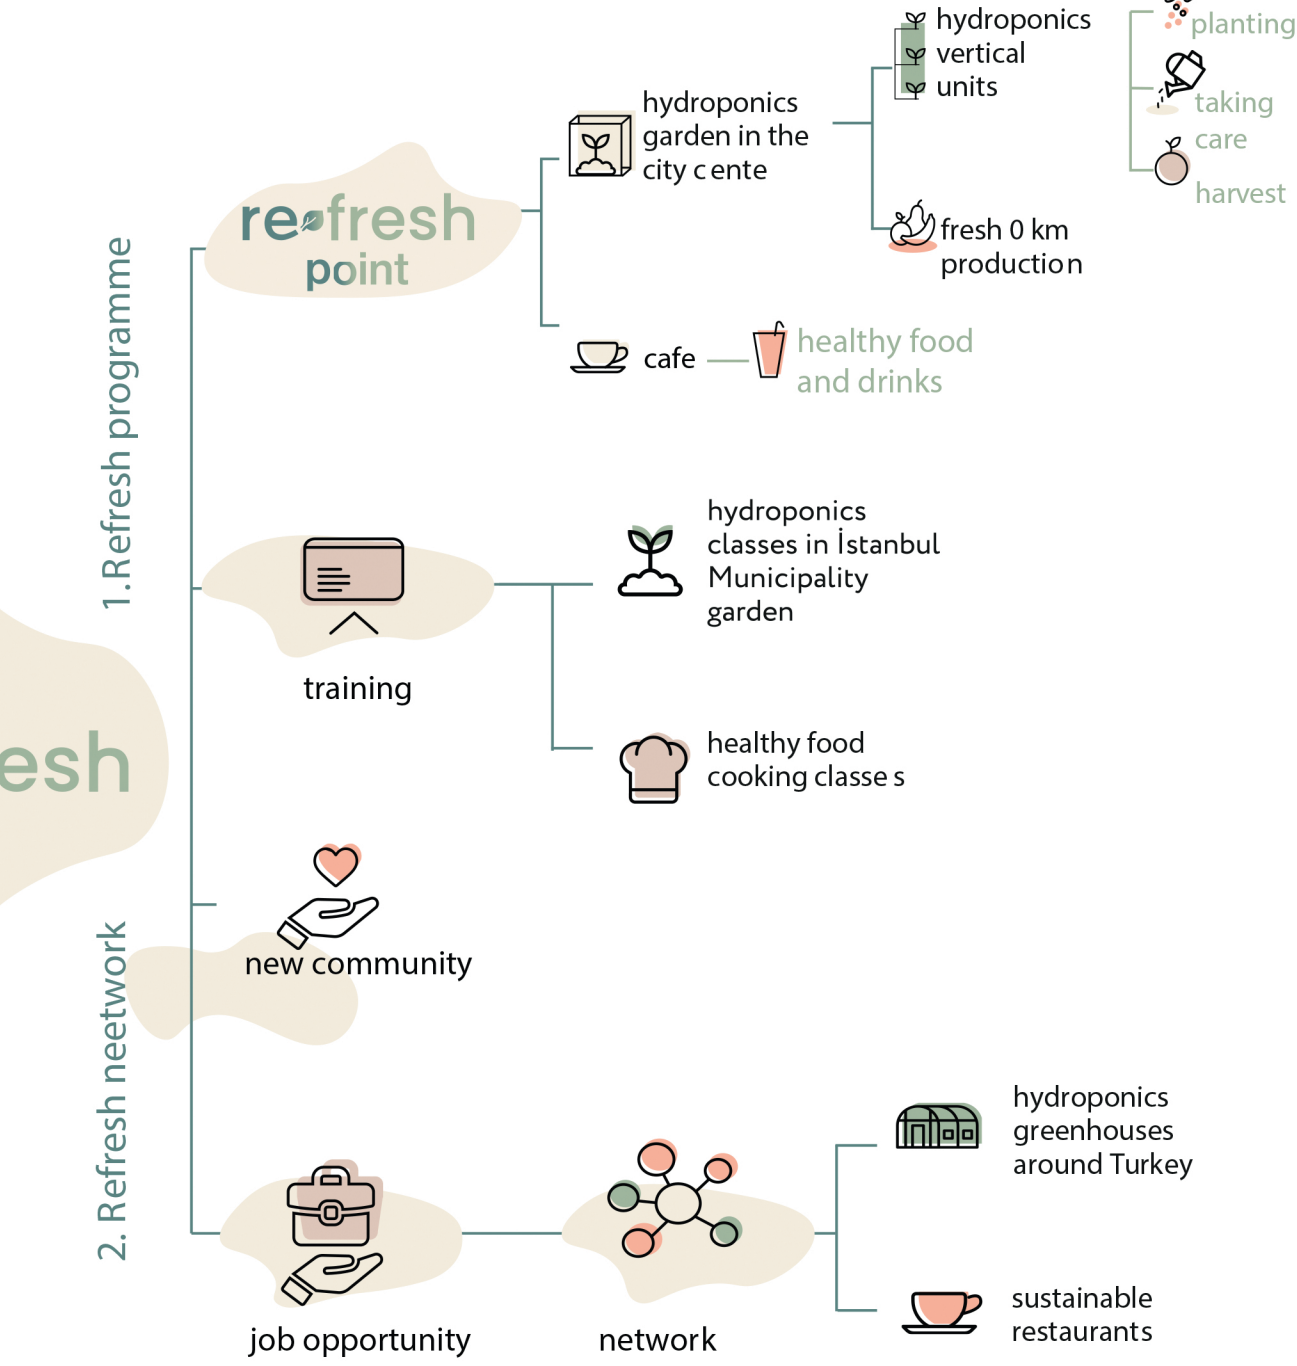 hydroponics
vertical
units
planting
taking
care
harvest
hydroponics
garden in the
city c ente
refresh
point
fresh 0 km
production
cafe
healthy food
and drinks
1.Refresh programme
hydroponics
classes in İstanbul
Municipality
garden
training
healthy food
cooking classe s
esh
new community
2. Refresh neetwork
hydroponics
greenhouses
around Turkey
job opportunity
network
sustainable
restaurants